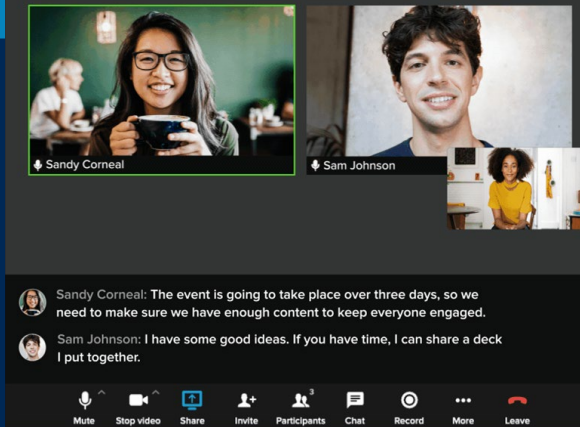 Sandy Corneal
Sam Johnson
Sandy Corneal: The event is going to take place over three days, so we
need to make sure we have enough content to keep everyone engaged.
Sam Johnson: I have some good ideas. If you have time, I can share a deck
I put together.
3
Mute
Stop video
Share
Invite
Participants
Chat
Record
More
Leave